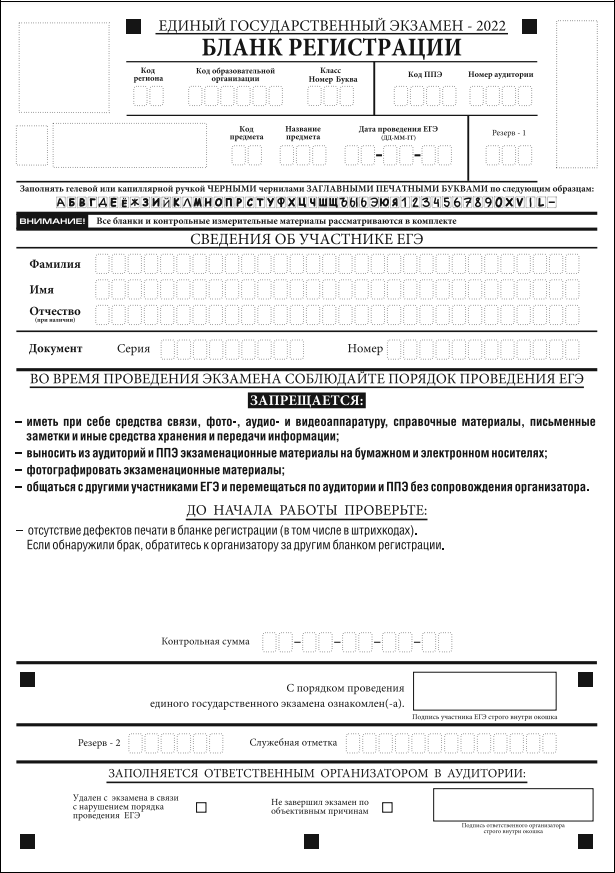 ЕДИНЫЙ ГОСУДАРСТВЕННЫЙ ЭКЗАМЕН - 2022
БЛАНК РЕГИСТРАЦИИ
Код региона
Код образовательной организации
Класс Номер Буква
Код ППЭ
Номер аудитории
Код предмета
Название предмета
Дата проведения ЕГЭ (ДД-ММ-ГГ)
Резерв - 1
Заполнять гелевой или капиллярной ручкой ЧЕРНЫМИ чернилами ЗАГЛАВНЫМИ ПЕЧАТНЫМИ БУКВАМИ по следующим образцам:
АБВГДЕЁЖЗИЙКЛМНОПРСТУФХЦЧШЩЪЫЬЭЮЯ1234567890XVIL-
ВНИМАНИЕ! Все бланки и контрольные измерительные материалы рассматриваются в комплекте
СВЕДЕНИЯ ОБ УЧАСТНИКЕ ЕГЭ
Фамилия
Имя
Отчество
(при наличии)
Документ Серия Номер
ВО ВРЕМЯ ПРОВЕДЕНИЯ ЭКЗАМЕНА СОБЛЮДАЙТЕ ПОРЯДОК ПРОВЕДЕНИЯ ЕГЭ
ЗАПРЕЩАЕТСЯ:
– иметь при себе средства связи, фото-, аудио- и видеоаппаратуру, справочные материалы, письменные
заметки и иные средства хранения и передачи информации;
– выносить из аудиторий и ППЭ экзаменационные материалы на бумажном и электронном носителях;
– фотографировать экзаменационные материалы;
– общаться с другими участниками ЕГЭ и перемещаться по аудитории и ППЭ без сопровождения организатора.
ДО НАЧАЛА РАБОТЫ ПРОВЕРЬТЕ:
– отсутствие дефектов печати в бланке регистрации (в том числе в штрихкодах).
Если обнаружили брак, обратитесь к организатору за другим бланком регистрации.
Контрольная сумма
С порядком проведения
единого государственного экзамена ознакомлен(-а).
Подпись участника ЕГЭ строго внутри окошка
Резерв - 2 Служебная отметка
ЗАПОЛНЯЕТСЯ ОТВЕТСТВЕННЫМ ОРГАНИЗАТОРОМ В АУДИТОРИИ:
Удален с экзамена в связи
с нарушением порядка
проведения ЕГЭ
Не завершил экзамен по
объективным причинам
Подпись ответственного организатора
строго внутри окошка